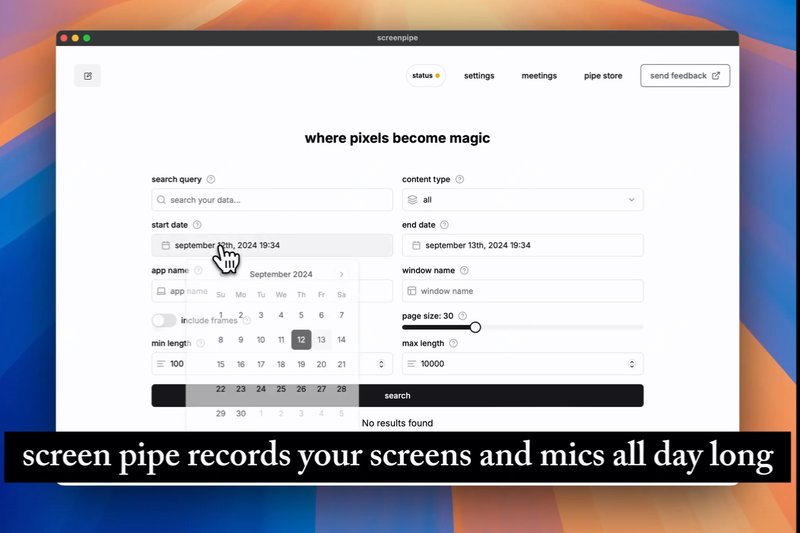 screenpipe
status settings meetings pipe store send feedback
where pixels become magic
search query content type
search your data... all
start date end date
september 12th, 2024 19:34 september 13th, 2024 19:34
app name window name
app name window name
September 2024
Su Mo Tu We Th Fr Sa
1 2 3 4 5 6 7
8 9 10 11 12 13 14
15 16 17 18 19 20 21
22 23 24 25 26 27 28
29 30 1 2 3 4 5
include frames page size: 30
min length max length
100 10000
search
No results found
screen pipe records your screens and mics all day long